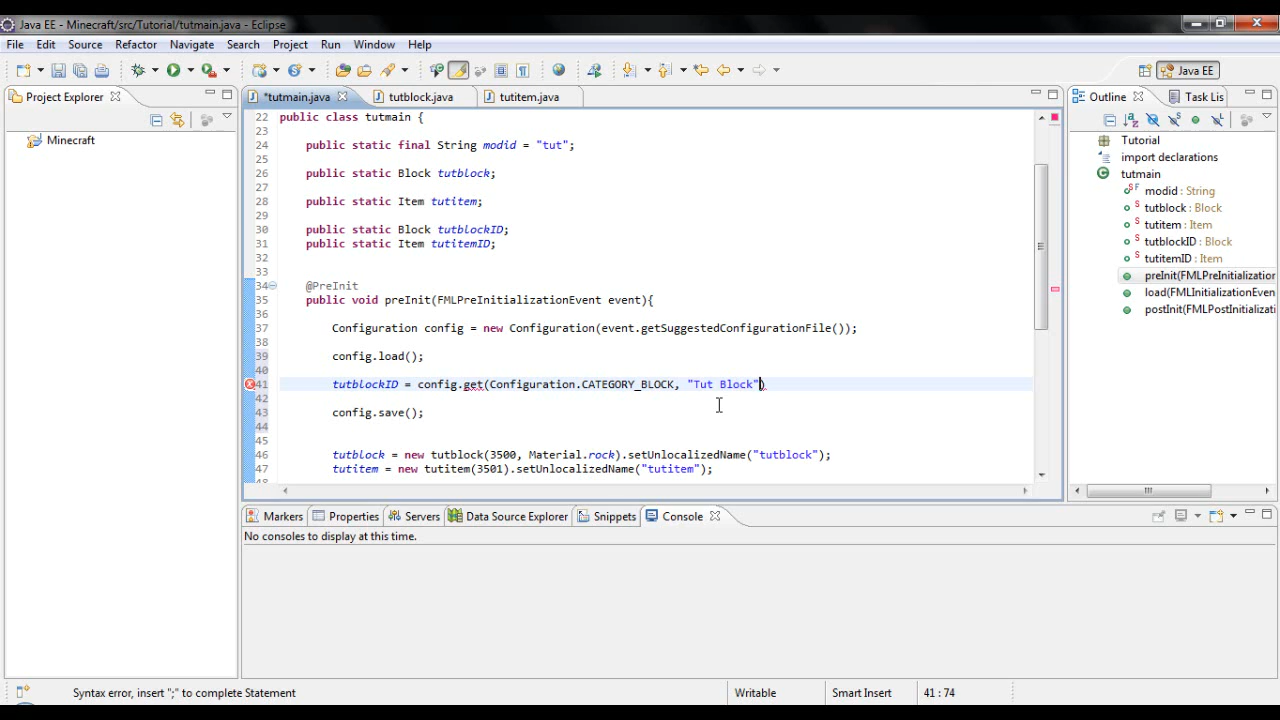 Java EE - Minecraft/src/Tutorial/tutmain.java - Eclipse
File Edit Source Refactor Navigate Search Project Run Window Help
Java EE
Project Explorer
*tutmain.java tutblock.java tutitem.java
Outline Task Lis
Minecraft
22 public class tutmain {
23
24 public static final String modid = "tut";
25
26 public static Block tutblock;
27
28 public static Item tutitem;
29
30 public static Block tutblockID;
31 public static Item tutitemID;
32
33
34 @PreInit
35 public void preInit(FMLPreInitializationEvent event){
36
37 Configuration config = new Configuration(event.getSuggestedConfigurationFile());
38
39 config.load();
40
41 tutblockID = config.get(Configuration.CATEGORY_BLOCK, "Tut Block")
42
43 config.save();
44
45
46 tutblock = new tutblock(3500, Material.rock).setUnlocalizedName("tutblock");
47 tutitem = new tutitem(3501).setUnlocalizedName("tutitem");
Tutorial
import declarations
tutmain
modid : String
tutblock : Block
tutitem : Item
tutblockID : Block
tutitemID : Item
preInit(FMLPreInitialization
load(FMLInitializationEven
postInit(FMLPostInitializati
Markers Properties Servers Data Source Explorer Snippets Console
No consoles to display at this time.
Syntax error, insert ";" to complete Statement
Writable Smart Insert 41 : 74